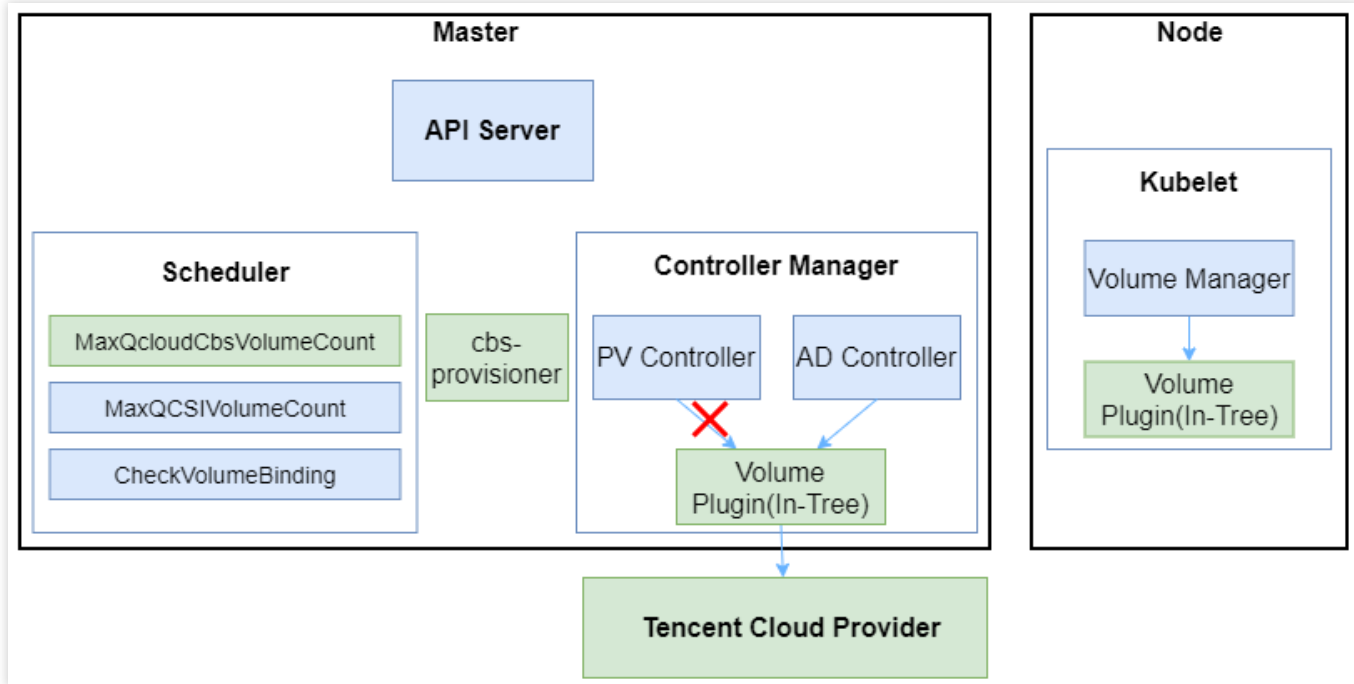 Master
Node
API Server
Kubelet
Scheduler
Controller Manager
Volume Manager
MaxQcloudCbsVolumeCount
cbs-
provisioner
PV Controller
AD Controller
MaxQCSIVolumeCount
Volume
Plugin(In-Tree)
CheckVolumeBinding
Volume
Plugin(In-Tree)
Tencent Cloud Provider